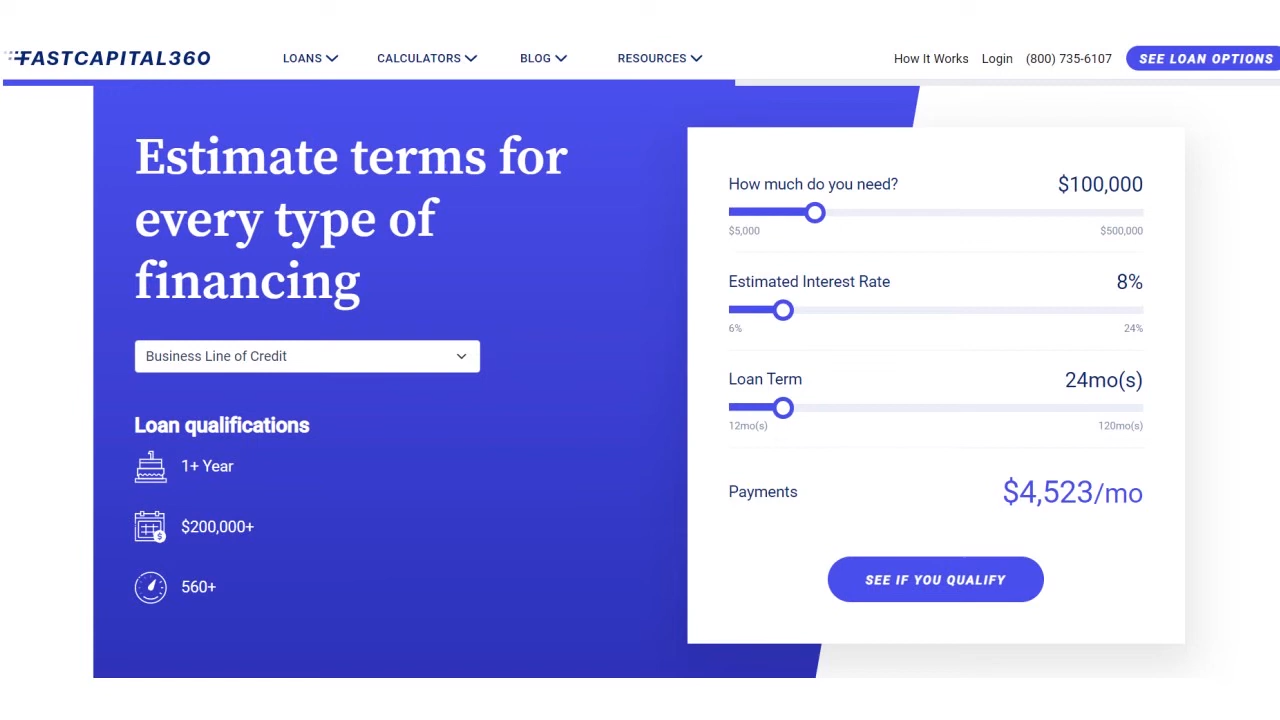 FASTCAPITAL360
LOANS
CALCULATORS
BLOG
RESOURCES
How It Works
Login
(800) 735-6107
SEE LOAN OPTIONS
Estimate terms for
every type of
financing
Business Line of Credit
Loan qualifications
1+ Year
$200,000+
560+
How much do you need?
$100,000
$5,000
$500,000
Estimated Interest Rate
8%
6%
24%
Loan Term
24mo(s)
12mo(s)
120mo(s)
Payments
$4,523/mo
SEE IF YOU QUALIFY